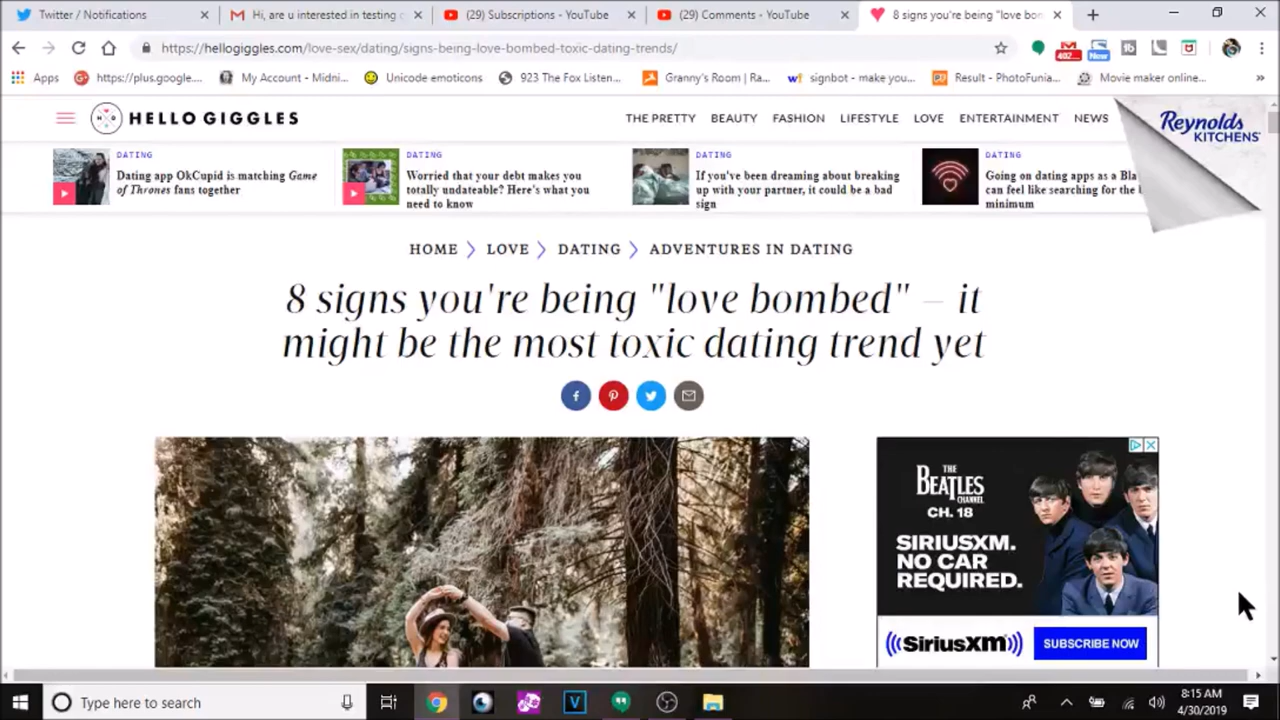 Twitter / Notifications
Hi, are u interested in testing
(29) Subscriptions - YouTube
(29) Comments - YouTube
8 signs you're being "love bom
https://hellogiggles.com/love-sex/dating/signs-being-love-bombed-toxic-dating-trends/
402...
New
Apps
https://plus.google....
My Account - Midni...
Unicode emoticons
923 The Fox Listen...
Granny's Room | Ra...
signbot - make you...
Result - PhotoFunia...
Movie maker online...
HELLO GIGGLES
THE PRETTY
BEAUTY
FASHION
LIFESTYLE
LOVE
ENTERTAINMENT
NEWS
Reynolds
KITCHENS
DATING
Dating app OkCupid is matching Game
of Thrones fans together
DATING
Worried that your debt makes you
totally undateable? Here's what you
need to know
DATING
If you've been dreaming about breaking
up with your partner, it could be a bad
sign
DATING
Going on dating apps as a Bla
can feel like searching for the b
minimum
HOME > LOVE > DATING > ADVENTURES IN DATING
8 signs you're being "love bombed" – it
might be the most toxic dating trend yet
THE
BEATLES
CHANNEL
CH. 18
SIRIUSXM.
NO CAR
REQUIRED.
((SiriusXM))
SUBSCRIBE NOW
Type here to search
8:15 AM
4/30/2019